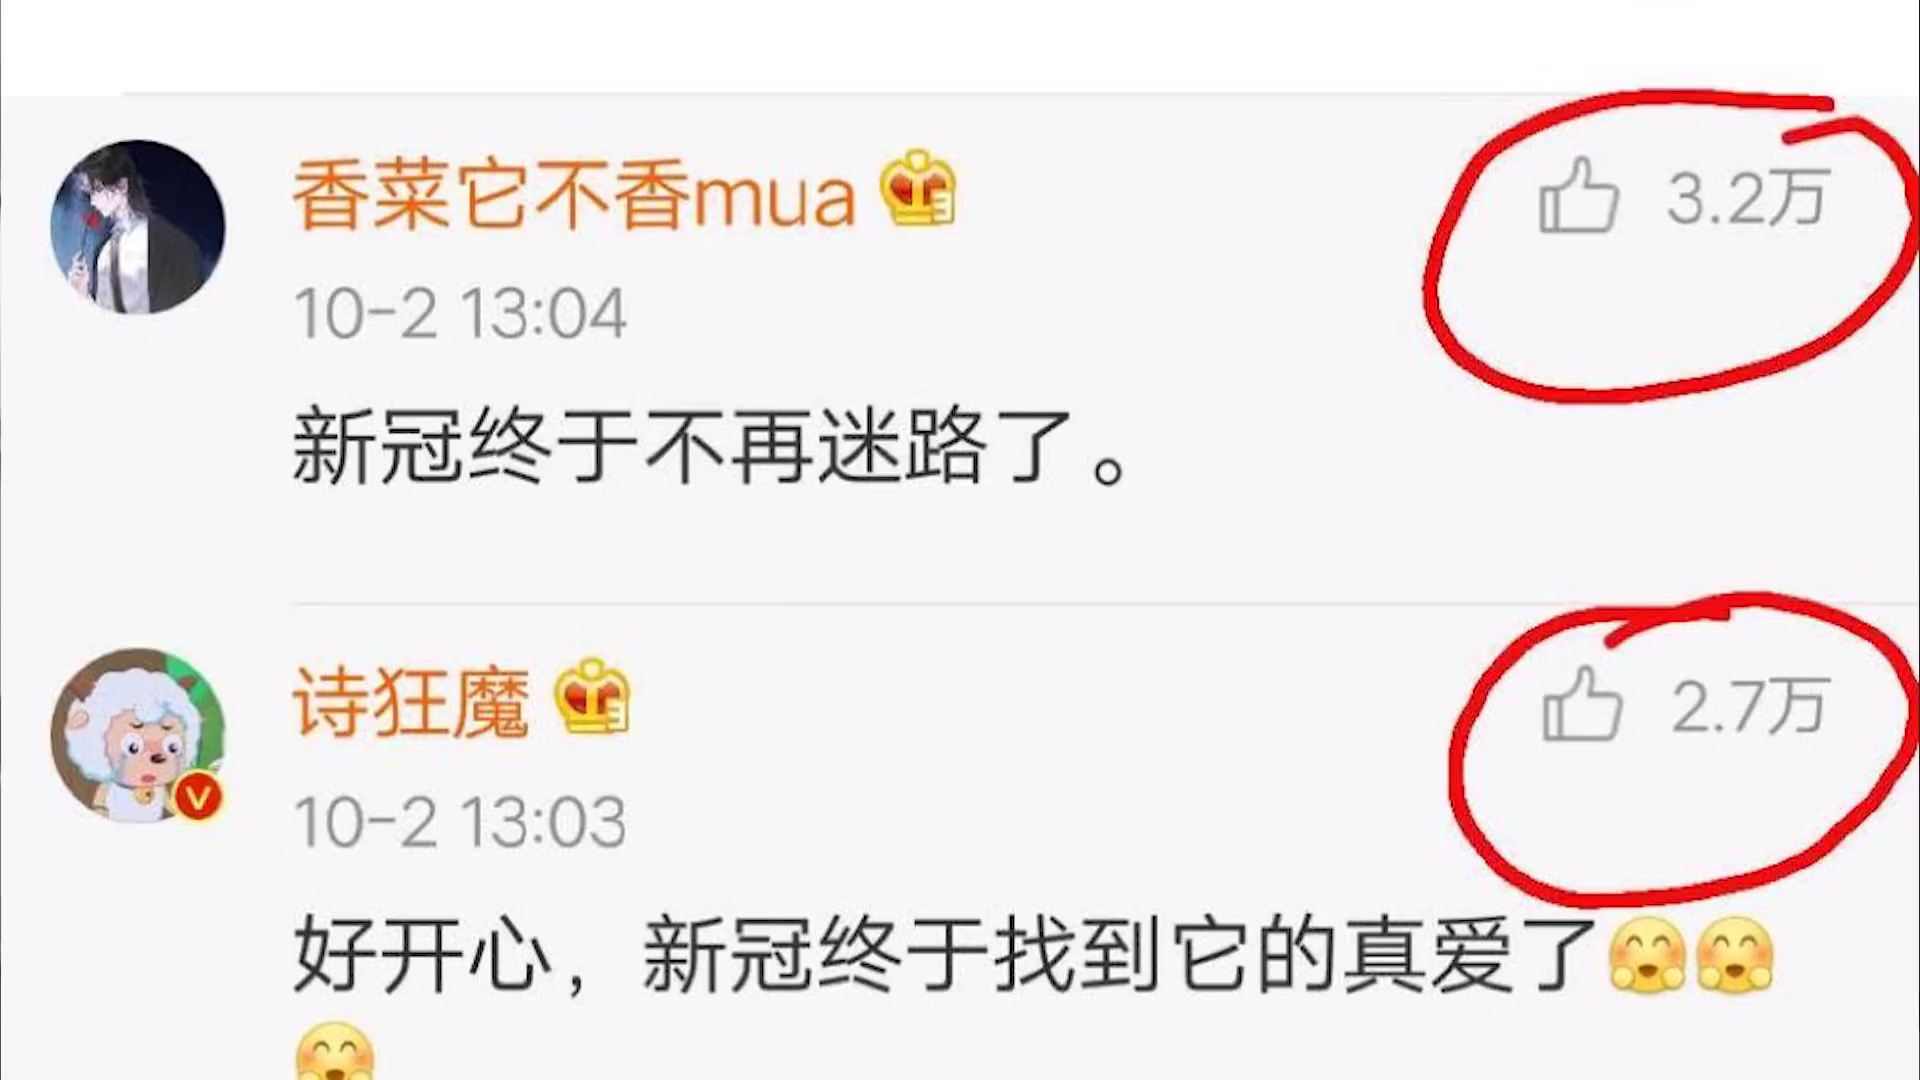 香菜它不香mua
3.2万
10-2 13:04
新冠终于不再迷路了。
诗狂魔
2.7万
10-2 13:03
好开心，新冠终于找到它的真爱了🤗🤗
🤗